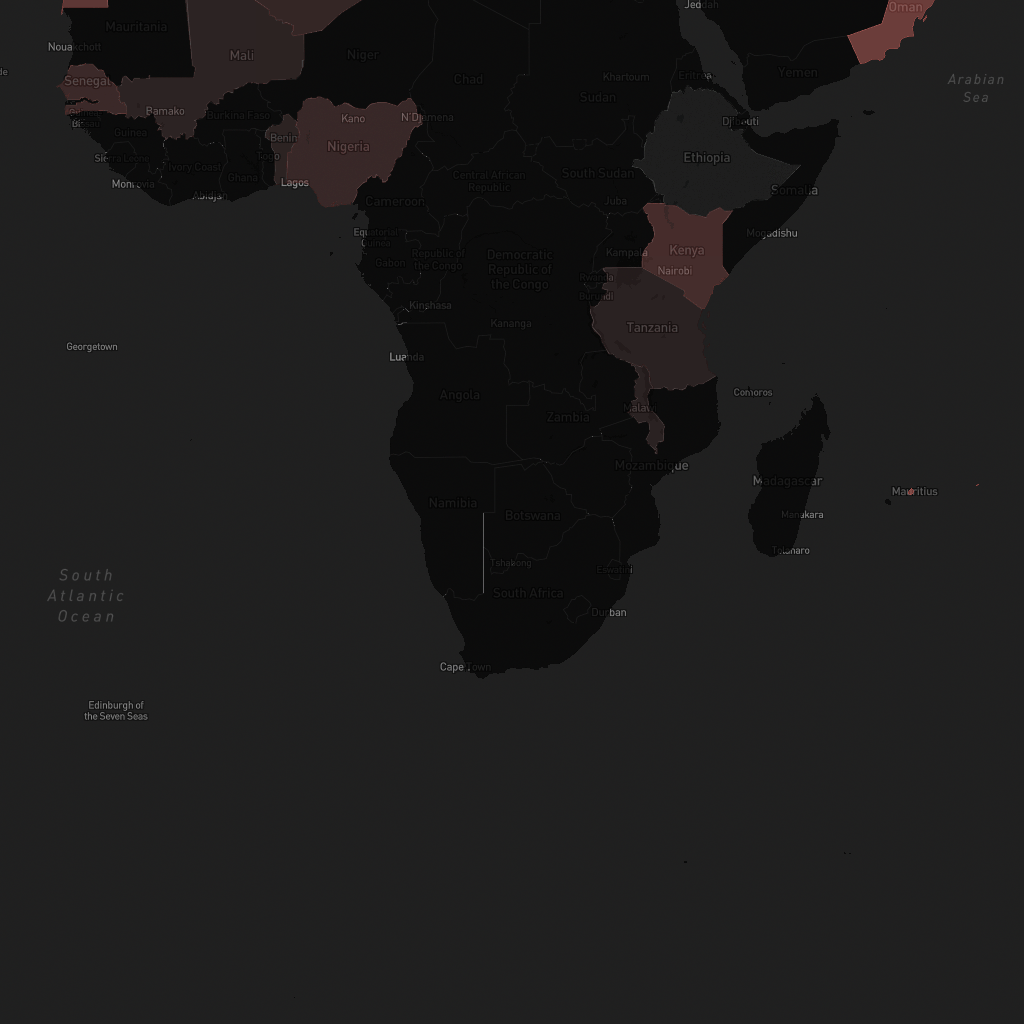 Jeddah
Oman
Mauritania
Nouakchott
Mali
Niger
Chad
Khartoum
Eritrea
Yemen
Arabian
Sea
Senegal
Sudan
Bamako
Burkina Faso
Kano
N'Djamena
Djibouti
Bissau
Guinea
Benin
Nigeria
Ethiopia
Sierra Leone
Ivory Coast
Togo
Ghana
Central African
Republic
South Sudan
Monrovia
Abidjan
Lagos
Somalia
Cameroon
Juba
Equatorial
Guinea
Mogadishu
Gabon
Republic of
the Congo
Democratic
Republic of
the Congo
Kampala
Kenya
Nairobi
Rwanda
Burundi
Kinshasa
Kananga
Tanzania
Georgetown
Luanda
Angola
Comoros
Zambia
Malawi
Mozambique
Madagascar
Mauritius
Namibia
Botswana
Manakara
Tolanaro
Tshabong
Eswatini
South
Atlantic
Ocean
South Africa
Durban
Cape Town
Edinburgh of
the Seven Seas